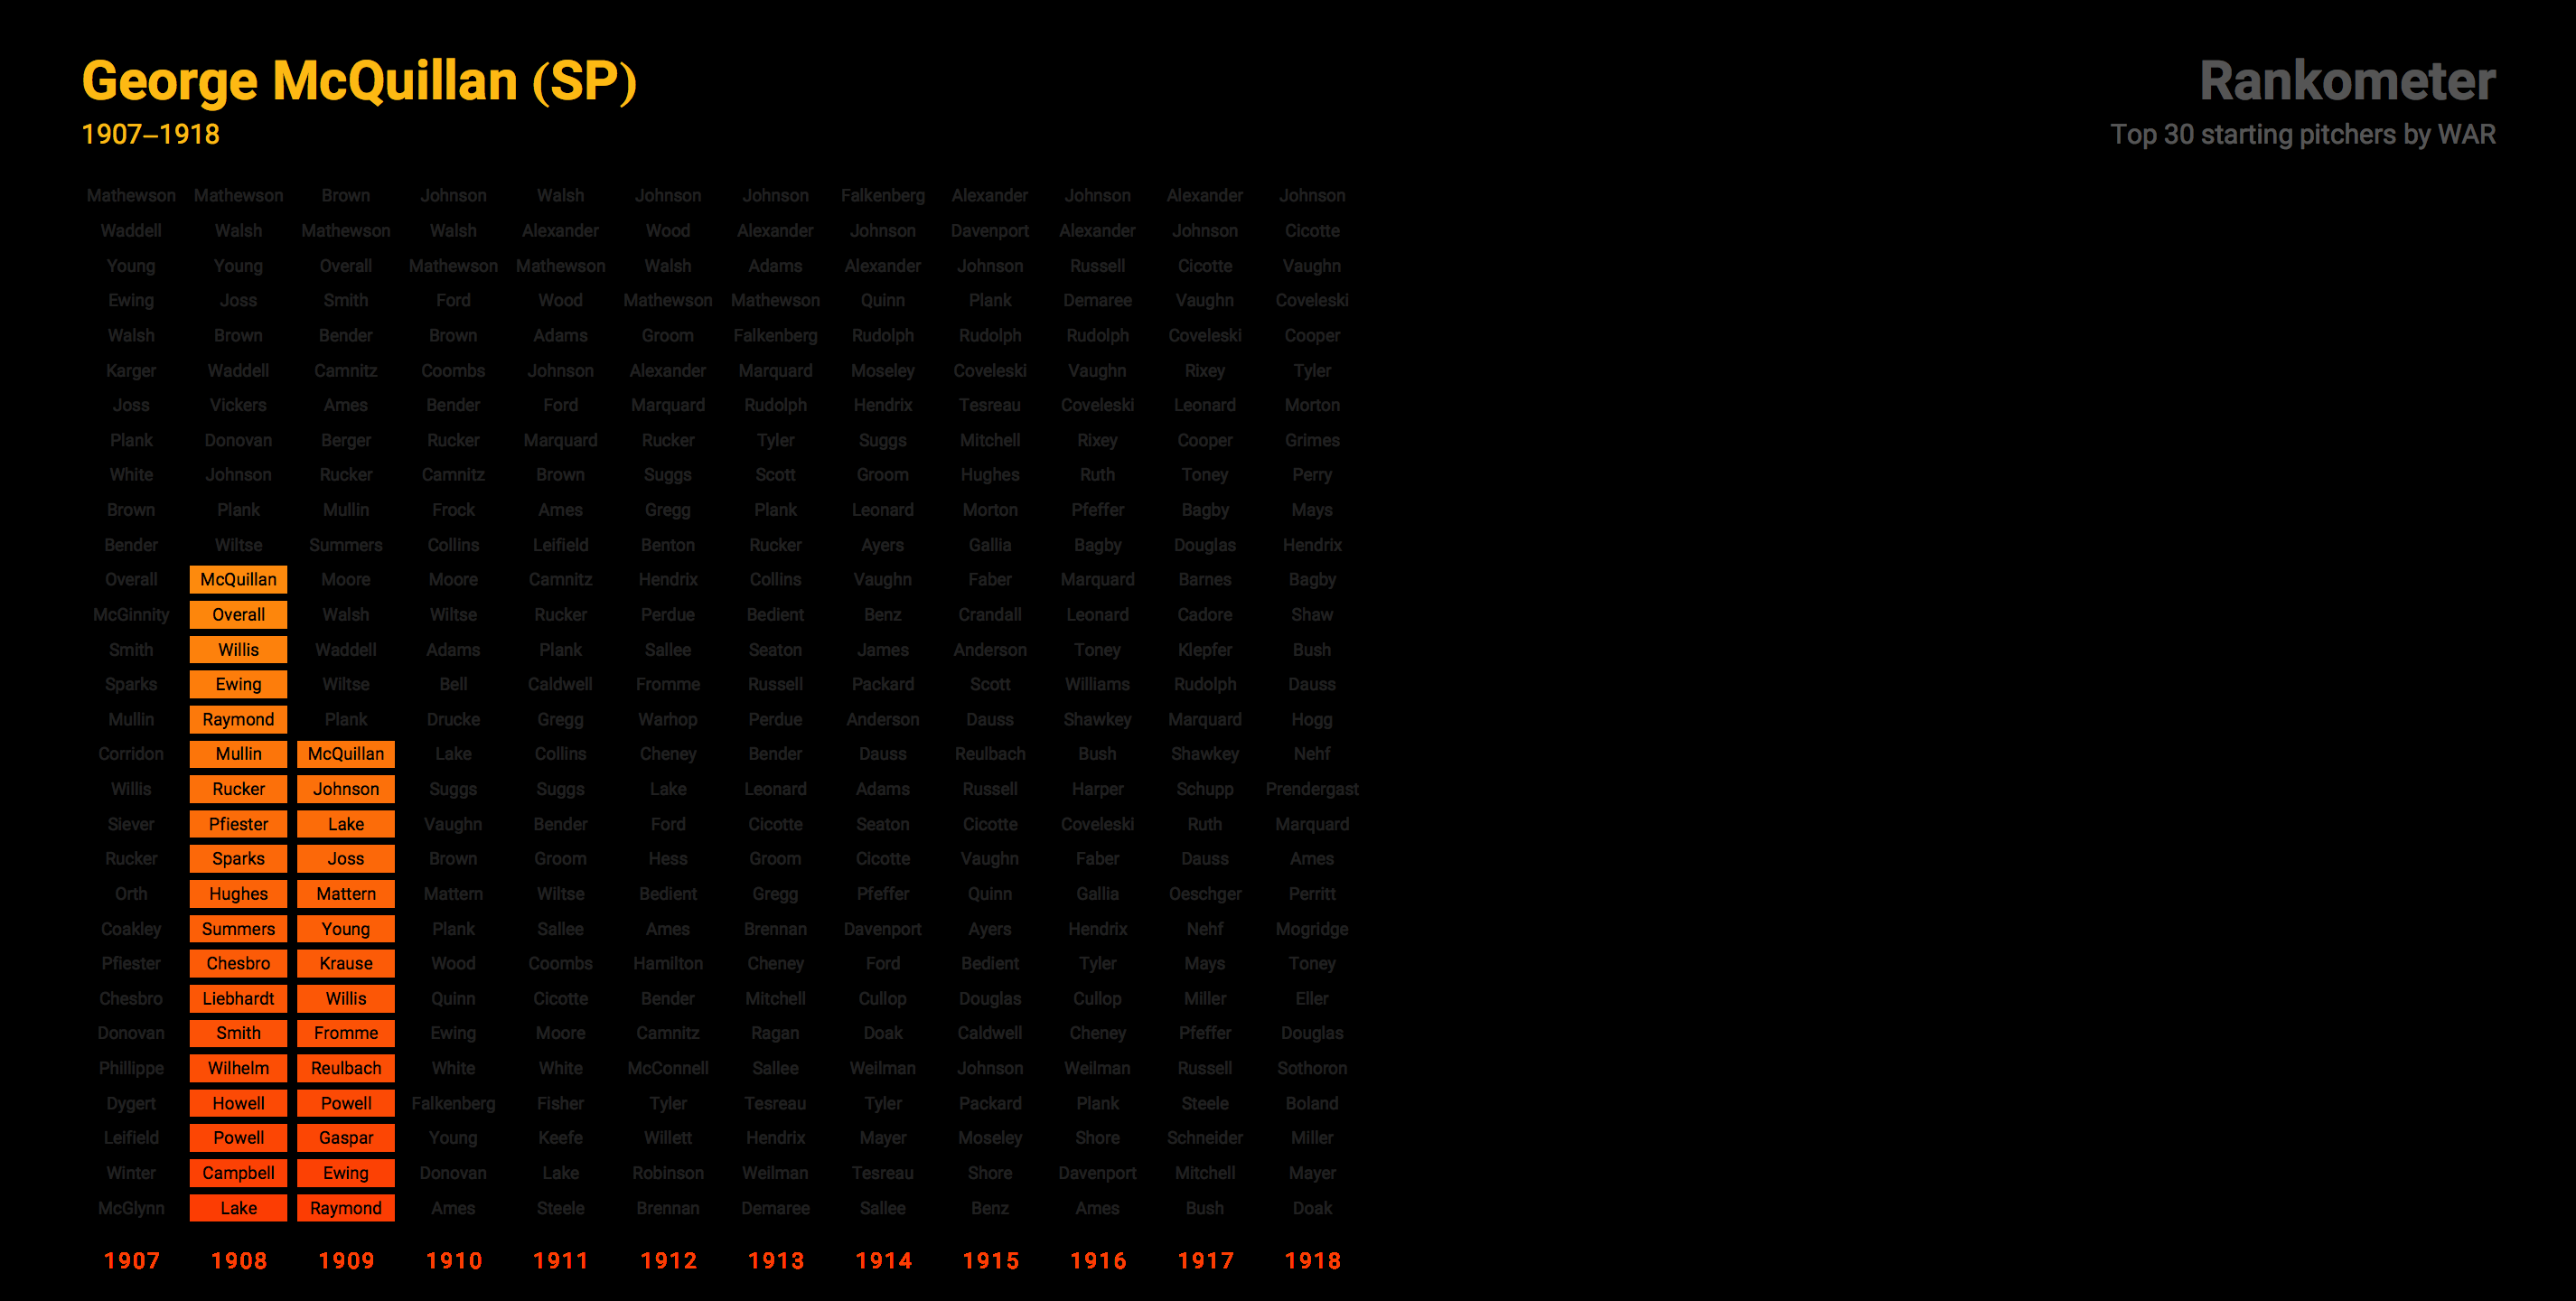 George McQuillan (SP)
Rankometer
1907–1918
Top 30 starting pitchers by WAR
Mathewson Mathewson Brown Johnson Walsh Johnson Johnson Falkenberg Alexander Johnson Alexander Johnson
Waddell Walsh Mathewson Walsh Alexander Wood Alexander Johnson Davenport Alexander Johnson Cicotte
Young Young Overall Mathewson Mathewson Walsh Adams Alexander Johnson Russell Cicotte Vaughn
Ewing Joss Smith Ford Wood Mathewson Mathewson Quinn Plank Demaree Vaughn Coveleski
Walsh Brown Bender Brown Adams Groom Falkenberg Rudolph Rudolph Rudolph Coveleski Cooper
Karger Waddell Camnitz Coombs Johnson Alexander Marquard Moseley Coveleski Vaughn Rixey Tyler
Joss Vickers Ames Bender Ford Marquard Rudolph Hendrix Tesreau Coveleski Leonard Morton
Plank Donovan Berger Rucker Marquard Rucker Tyler Suggs Mitchell Rixey Cooper Grimes
White Johnson Rucker Camnitz Brown Suggs Scott Groom Hughes Ruth Toney Perry
Brown Plank Mullin Frock Ames Gregg Plank Leonard Morton Pfeffer Bagby Mays
Bender Wiltse Summers Collins Leifield Benton Rucker Ayers Gallia Bagby Douglas Hendrix
Overall McQuillan Moore Moore Camnitz Hendrix Collins Vaughn Faber Marquard Barnes Bagby
McGinnity Overall Walsh Wiltse Rucker Perdue Bedient Benz Crandall Leonard Cadore Shaw
Smith Willis Waddell Adams Plank Sallee Seaton James Anderson Toney Klepfer Bush
Sparks Ewing Wiltse Bell Caldwell Fromme Russell Packard Scott Williams Rudolph Dauss
Mullin Raymond Plank Drucke Gregg Warhop Perdue Anderson Dauss Shawkey Marquard Hogg
Corridon Mullin McQuillan Lake Collins Cheney Bender Dauss Reulbach Bush Shawkey Nehf
Willis Rucker Johnson Suggs Suggs Lake Leonard Adams Russell Harper Schupp Prendergast
Siever Pfiester Lake Vaughn Bender Ford Cicotte Seaton Cicotte Coveleski Ruth Marquard
Rucker Sparks Joss Brown Groom Hess Groom Cicotte Vaughn Faber Dauss Ames
Orth Hughes Mattern Mattern Wiltse Bedient Gregg Pfeffer Quinn Gallia Oeschger Perritt
Coakley Summers Young Plank Sallee Ames Brennan Davenport Ayers Hendrix Nehf Mogridge
Pfiester Chesbro Krause Wood Coombs Hamilton Cheney Ford Bedient Tyler Mays Toney
Chesbro Liebhardt Willis Quinn Cicotte Bender Mitchell Cullop Douglas Cullop Miller Eller
Donovan Smith Fromme Ewing Moore Camnitz Ragan Doak Caldwell Cheney Pfeffer Douglas
Phillippe Wilhelm Reulbach White White McConnell Sallee Weilman Johnson Weilman Russell Sothoron
Dygert Howell Powell Falkenberg Fisher Tyler Tesreau Tyler Packard Plank Steele Boland
Leifield Powell Gaspar Young Keefe Willett Hendrix Mayer Moseley Shore Schneider Miller
Winter Campbell Ewing Donovan Lake Robinson Weilman Tesreau Shore Davenport Mitchell Mayer
McGlynn Lake Raymond Ames Steele Brennan Demaree Sallee Benz Ames Bush Doak
1907 1908 1909 1910 1911 1912 1913 1914 1915 1916 1917 1918